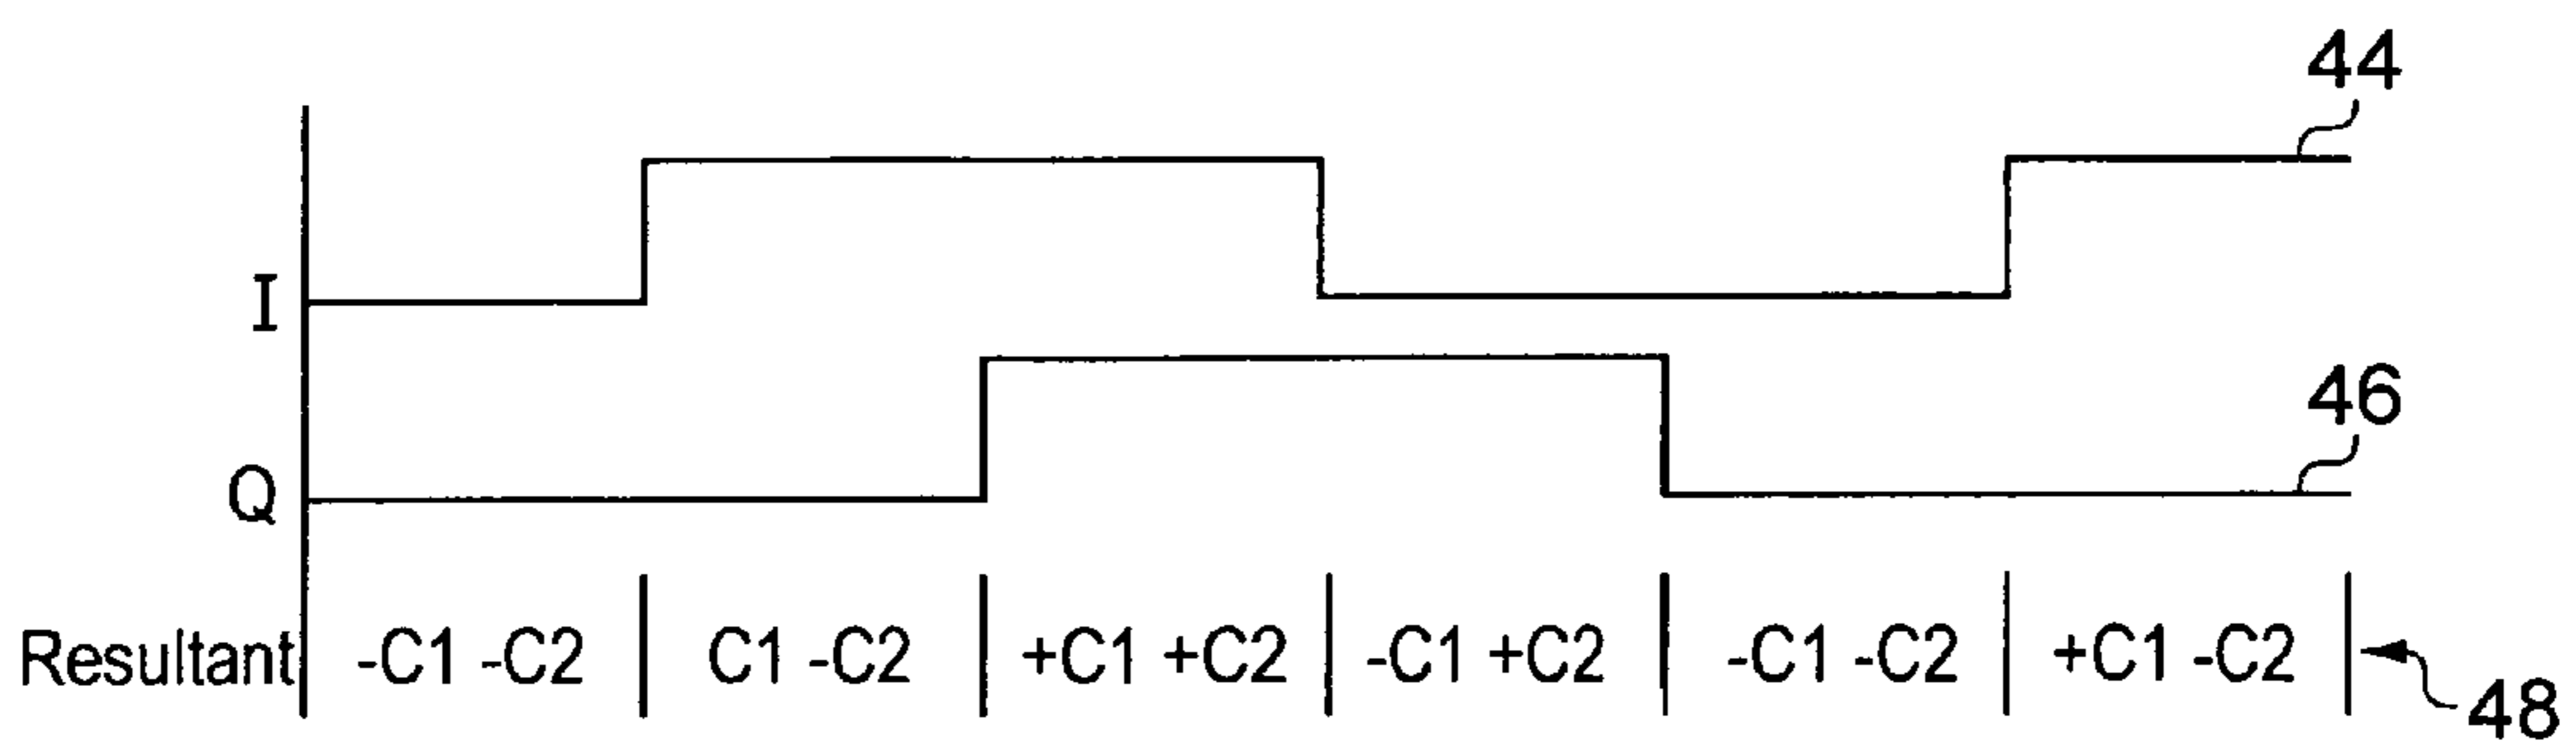 44
I
46
Q
Resultant -C1 -C2 C1 -C2 +C1 +C2 -C1 +C2 -C1 -C2 +C1 -C2
48